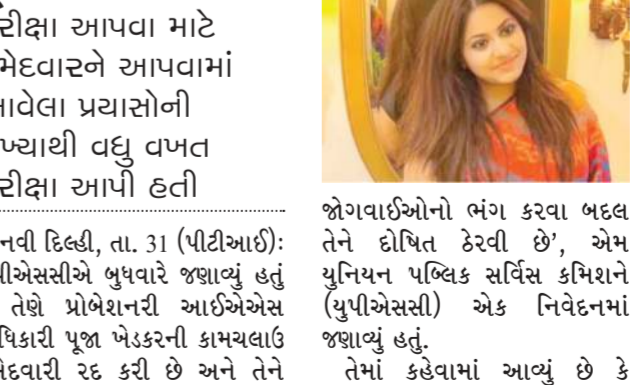 રીક્ષા આપવા માટે
મેદવારને આપવામાં
ાવેલા પ્રયાસોની
ખ્યાથી વધુ વખત
રીક્ષા આપી હતી
નવી દિલ્હી, તા. 31 (પીટીઆઈ):
પીએસસીએ બુધવારે જણાવ્યું હતું
તેણે પ્રોબેશનરી આઈએએસ
ધિકારી પૂજા ખેડકરની કામચલાઉ
મેદવારી રદ કરી છે અને તેને
જોગવાઈઓનો ભંગ કરવા બદલ
તેને દોષિત ઠેરવી છે’, એમ
યુનિયન પબ્લિક સર્વિસ કમિશને
(યુપીએસસી) એક નિવેદનમાં
જણાવ્યું હતું.
તેમાં કહેવામાં આવ્યું છે કે